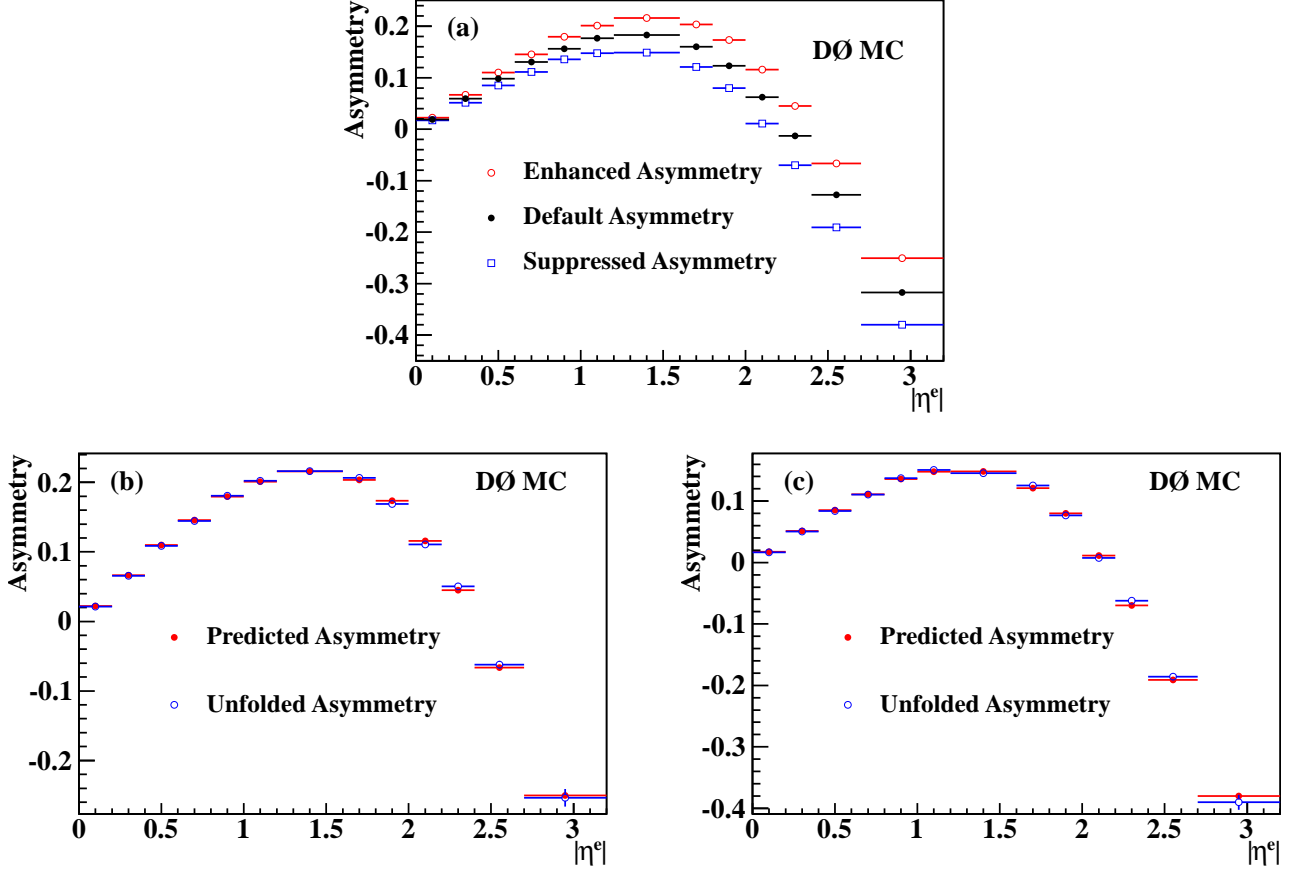 Asymmetry
(a)
DØ MC
0.2
0.1
0
-0.1
-0.2
-0.3
-0.4
Enhanced Asymmetry
Default Asymmetry
Suppressed Asymmetry
0 0.5 1 1.5 2 2.5 3
|ηᵉ|
Asymmetry
(b)
DØ MC
0.2
0.1
0
-0.1
-0.2
Predicted Asymmetry
Unfolded Asymmetry
0 0.5 1 1.5 2 2.5 3
|ηᵉ|
Asymmetry
(c)
DØ MC
0.1
0
-0.1
-0.2
-0.3
-0.4
Predicted Asymmetry
Unfolded Asymmetry
0 0.5 1 1.5 2 2.5 3
|ηᵉ|